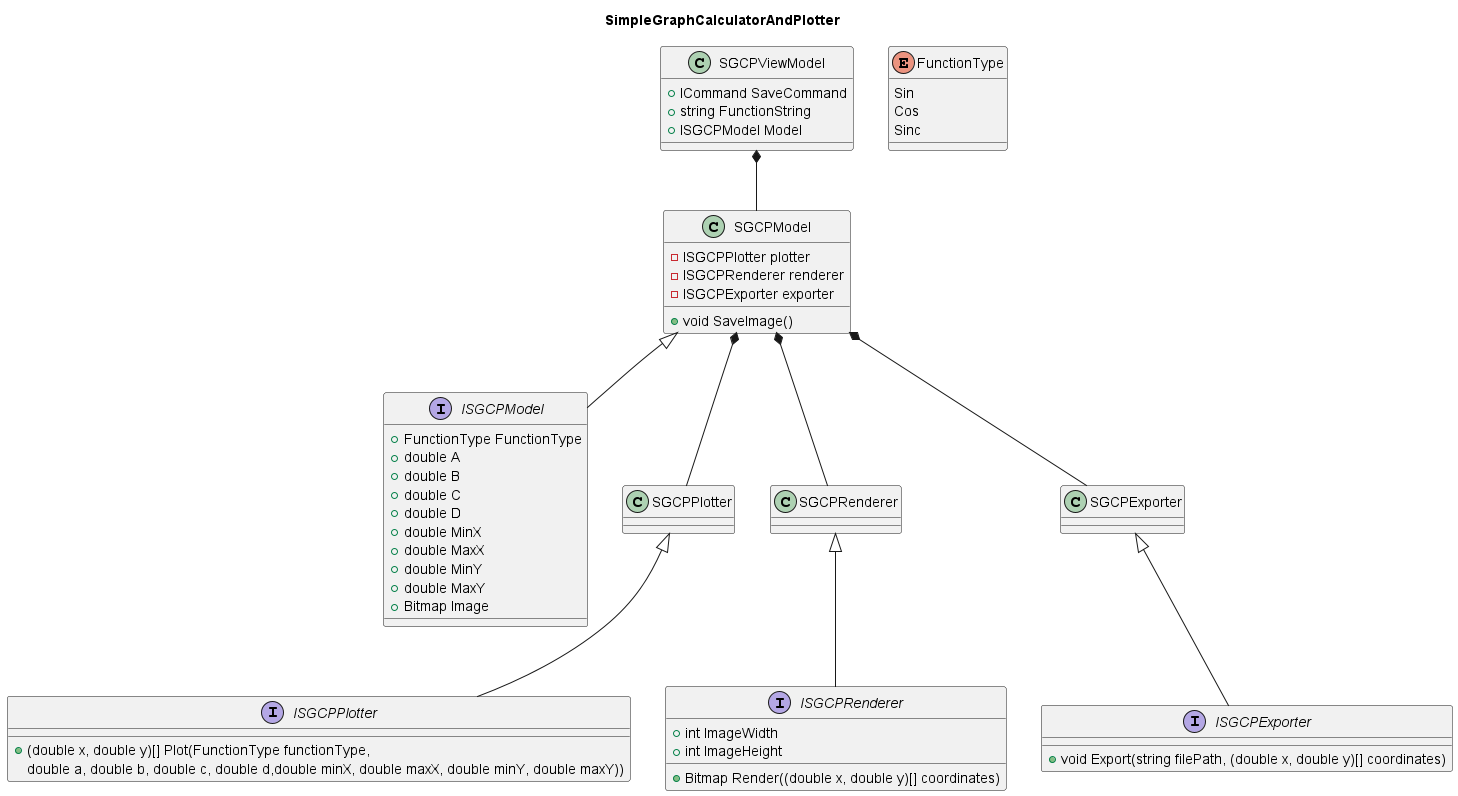 SimpleGraphCalculatorAndPlotter
C SGCPViewModel
ICommand SaveCommand
string FunctionString
ISGCPModel Model
E FunctionType
Sin
Cos
Sinc
C SGCPModel
ISGCPPlotter plotter
ISGCPRenderer renderer
ISGCPExporter exporter
void SaveImage()
I ISGCPModel
FunctionType FunctionType
double A
double B
double C
double D
double MinX
double MaxX
double MinY
double MaxY
Bitmap Image
C SGCPPlotter
C SGCPRenderer
C SGCPExporter
I ISGCPPlotter
(double x, double y)[] Plot(FunctionType functionType,
double a, double b, double c, double d,double minX, double maxX, double minY, double maxY))
I ISGCPRenderer
int ImageWidth
int ImageHeight
Bitmap Render((double x, double y)[] coordinates)
I ISGCPExporter
void Export(string filePath, (double x, double y)[] coordinates)